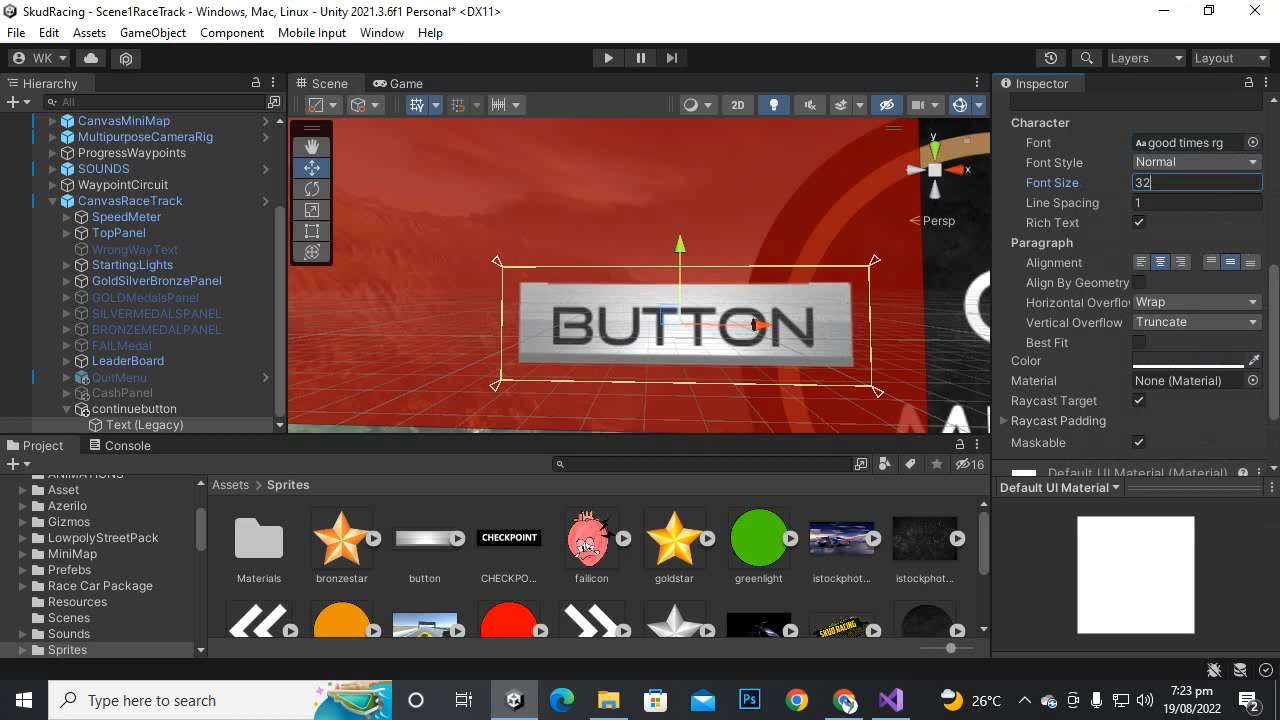 SkudRacing - Scene1RaceTrack - Windows, Mac, Linux - Unity 2021.3.6f1 Personal* <DX11>
File Edit Assets GameObject Component Mobile Input Window Help
WK Layers Layout
Hierarchy
All
CanvasMiniMap
MultipurposeCameraRig
ProgressWaypoints
SOUNDS
WaypointCircuit
CanvasRaceTrack
SpeedMeter
TopPanel
WrongWayText
Starting:Lights
GoldSilverBronzePanel
GOLDMedalsPanel
SILVERMEDALSPANEL
BRONZEMEDALPANEL
FAILMedal
LeaderBoard
QuitMenu
CashPanel
continuebutton
Text (Legacy)
Scene Game
2D
y
x
Persp
BUTTON
Inspector
Character
Font good times rg
Font Style Normal
Font Size 32
Line Spacing 1
Rich Text
Paragraph
Alignment
Align By Geometry
Horizontal Overflow Wrap
Vertical Overflow Truncate
Best Fit
Color
Material None (Material)
Raycast Target
Raycast Padding
Maskable
Default UI Material (Material)
Default UI Material
Project Console
16
ANIMATIONS
Asset
Azerilo
Gizmos
LowpolyStreetPack
MiniMap
Prefebs
Race Car Package
Resources
Scenes
Sounds
Sprites
Assets > Sprites
CHECKPOINT
Materials bronzestar button CHECKPO... failicon goldstar greenlight istockphot... istockphot...
SKUD RACING
Type here to search
Ps
26°C
7:23 pm
19/08/2022
2